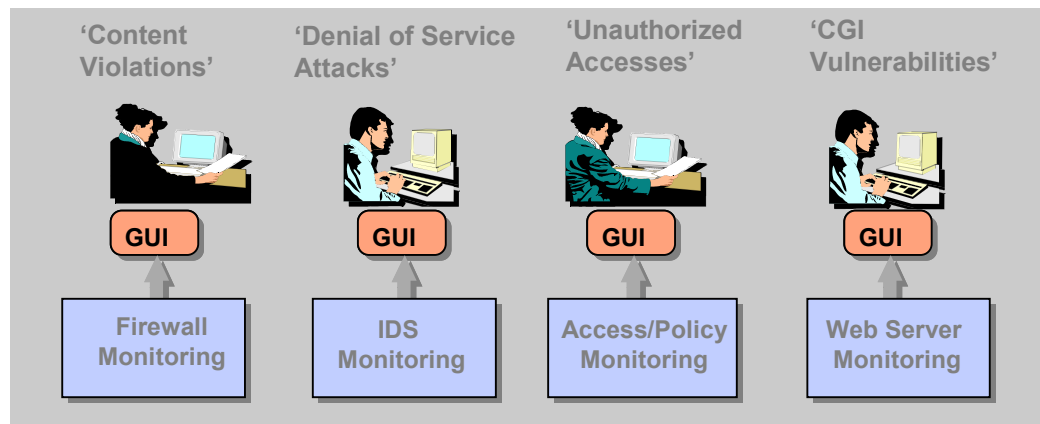 ‘Content
Violations’
‘Denial of Service
Attacks’
‘Unauthorized
Accesses’
‘CGI
Vulnerabilities’
GUI
GUI
GUI
GUI
Firewall
Monitoring
IDS
Monitoring
Access/Policy
Monitoring
Web Server
Monitoring